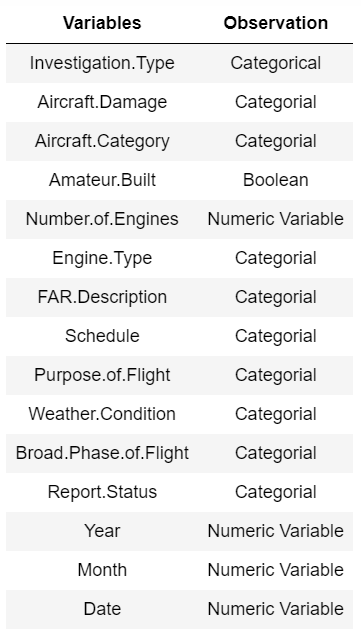 Variables Observation
Investigation.Type Categorical
Aircraft.Damage Categorial
Aircraft.Category Categorial
Amateur.Built Boolean
Number.of.Engines Numeric Variable
Engine.Type Categorial
FAR.Description Categorial
Schedule Categorial
Purpose.of.Flight Categorial
Weather.Condition Categorial
Broad.Phase.of.Flight Categorial
Report.Status Categorial
Year Numeric Variable
Month Numeric Variable
Date Numeric Variable